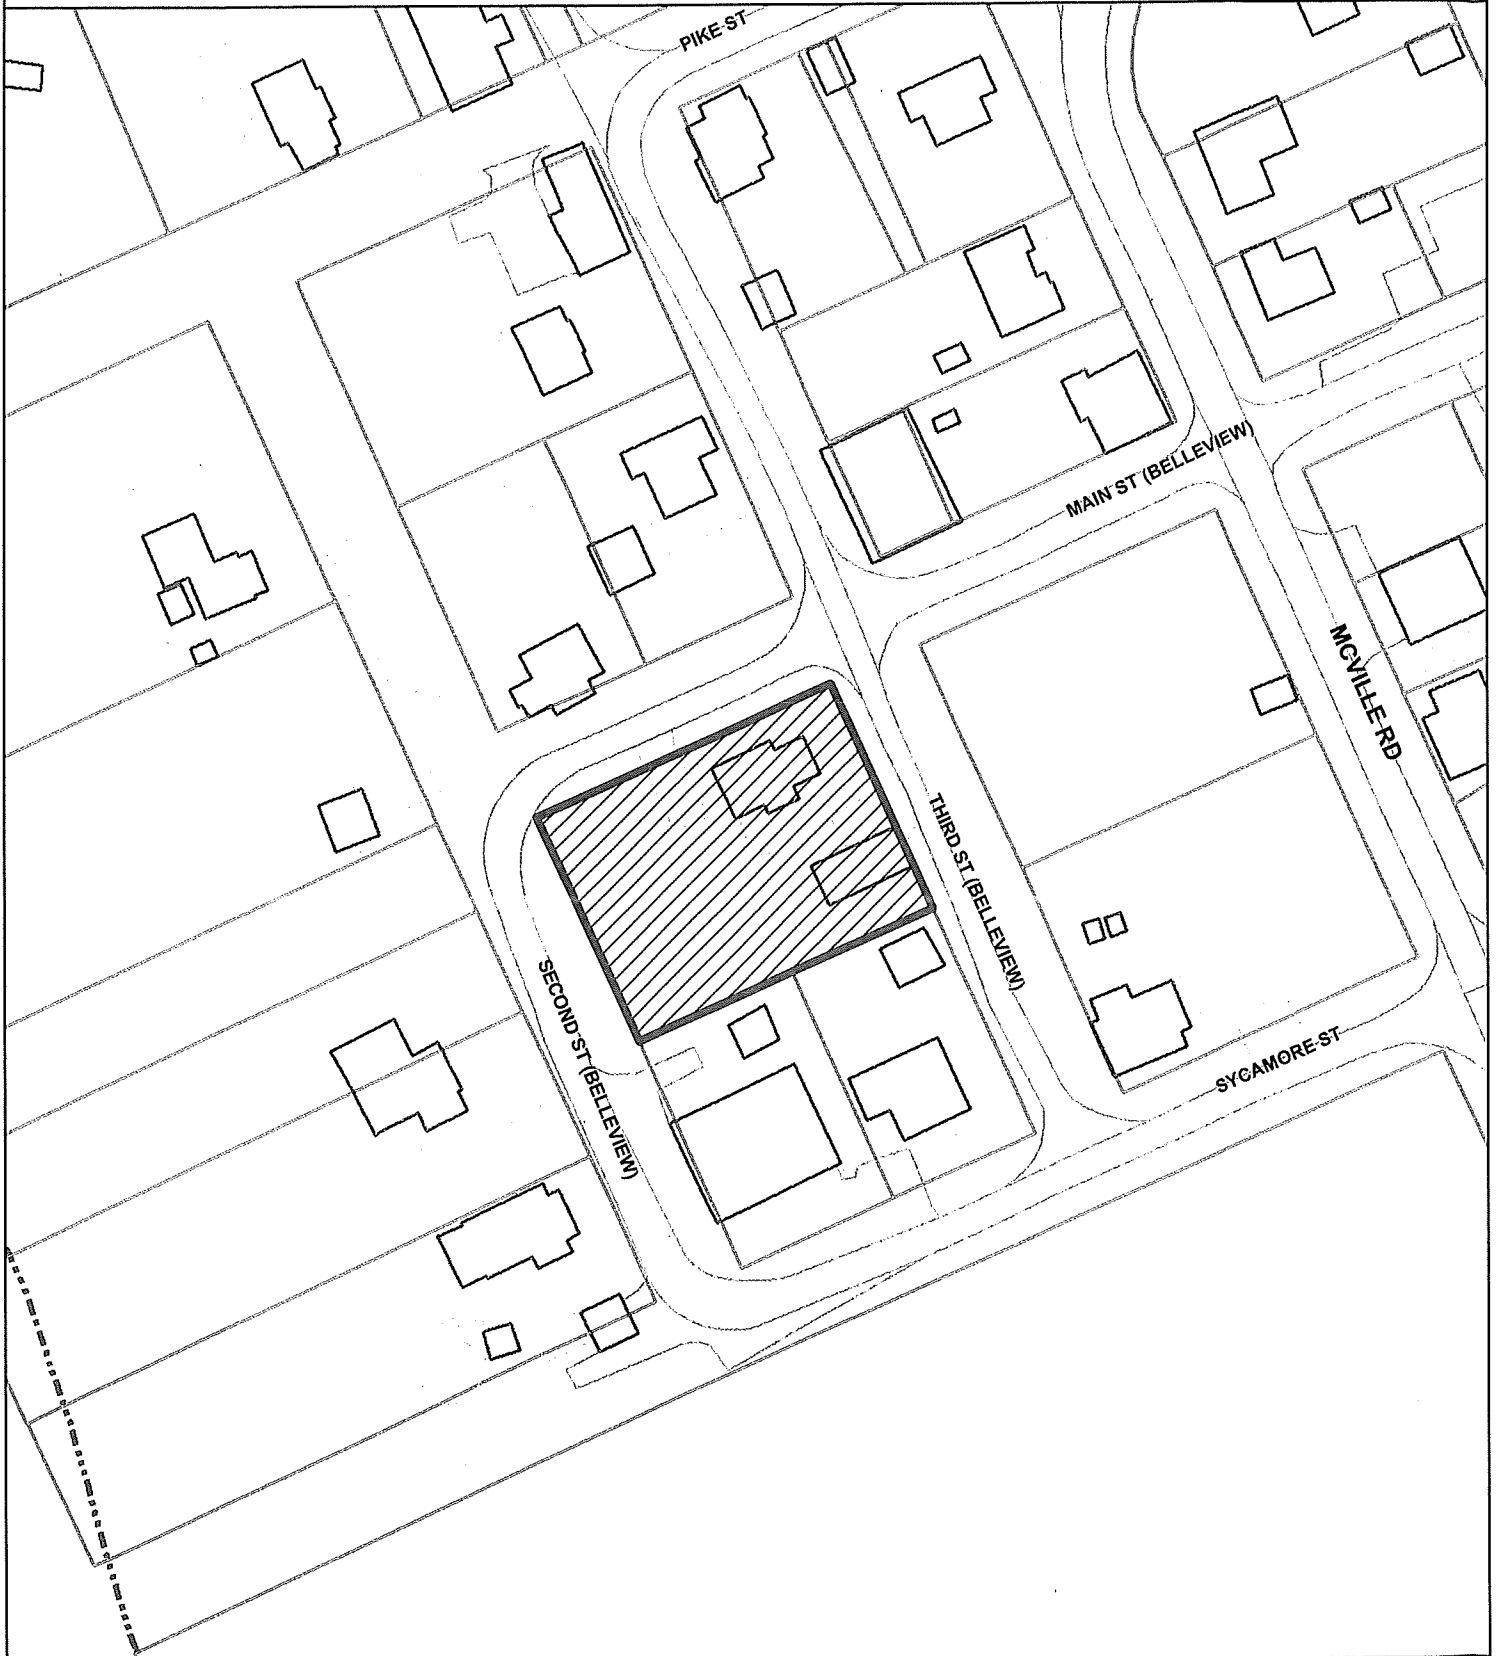 PIKE ST
MAIN ST (BELLEVIEW)
MCVILLE RD
THIRD ST (BELLEVIEW)
SECOND ST (BELLEVIEW)
SYCAMORE ST